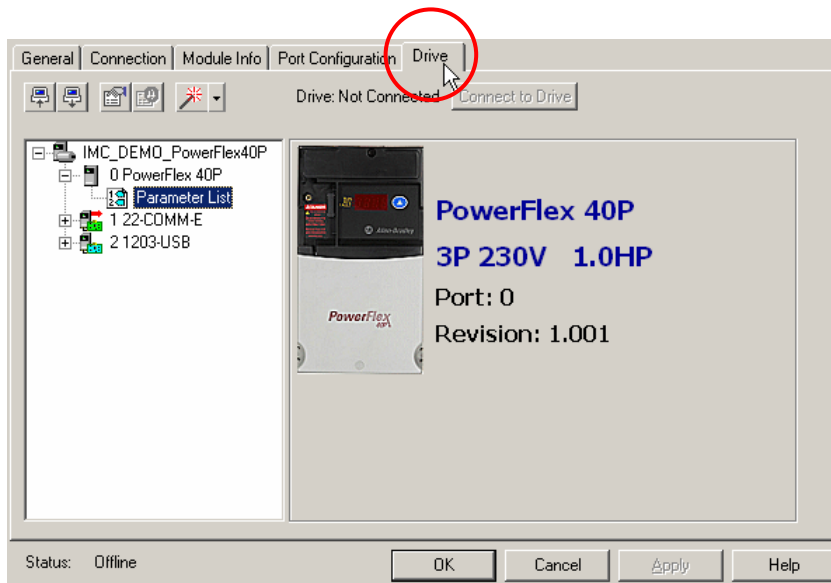 General Connection Module Info Port Configuration Drive
Drive: Not Connected Connect to Drive
IMC_DEMO_PowerFlex40P
0 PowerFlex 40P
Parameter List
1 22-COMM-E
2 1203-USB
Allen-Bradley
PowerFlex
PowerFlex 40P
3P 230V 1.0HP
Port: 0
Revision: 1.001
Status: Offline OK Cancel Apply Help